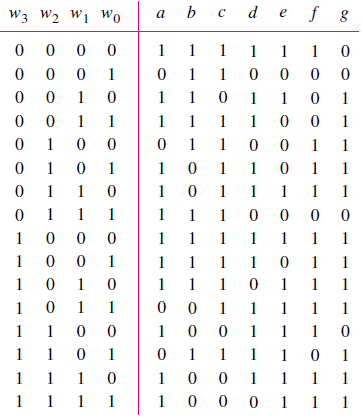 w3 w2 w1 w0 a b c d e f g
0 0 0 0 1 1 1 1 1 1 0
0 0 0 1 0 1 1 0 0 0 0
0 0 1 0 1 1 0 1 1 0 1
0 0 1 1 1 1 1 1 0 0 1
0 1 0 0 0 1 1 0 0 1 1
0 1 0 1 1 0 1 1 0 1 1
0 1 1 0 1 0 1 1 1 1 1
0 1 1 1 1 1 1 0 0 0 0
1 0 0 0 1 1 1 1 1 1 1
1 0 0 1 1 1 1 1 0 1 1
1 0 1 0 1 1 1 0 1 1 1
1 0 1 1 0 0 1 1 1 1 1
1 1 0 0 1 0 0 1 1 1 0
1 1 0 1 0 1 1 1 1 0 1
1 1 1 0 1 0 0 1 1 1 1
1 1 1 1 1 0 0 0 1 1 1